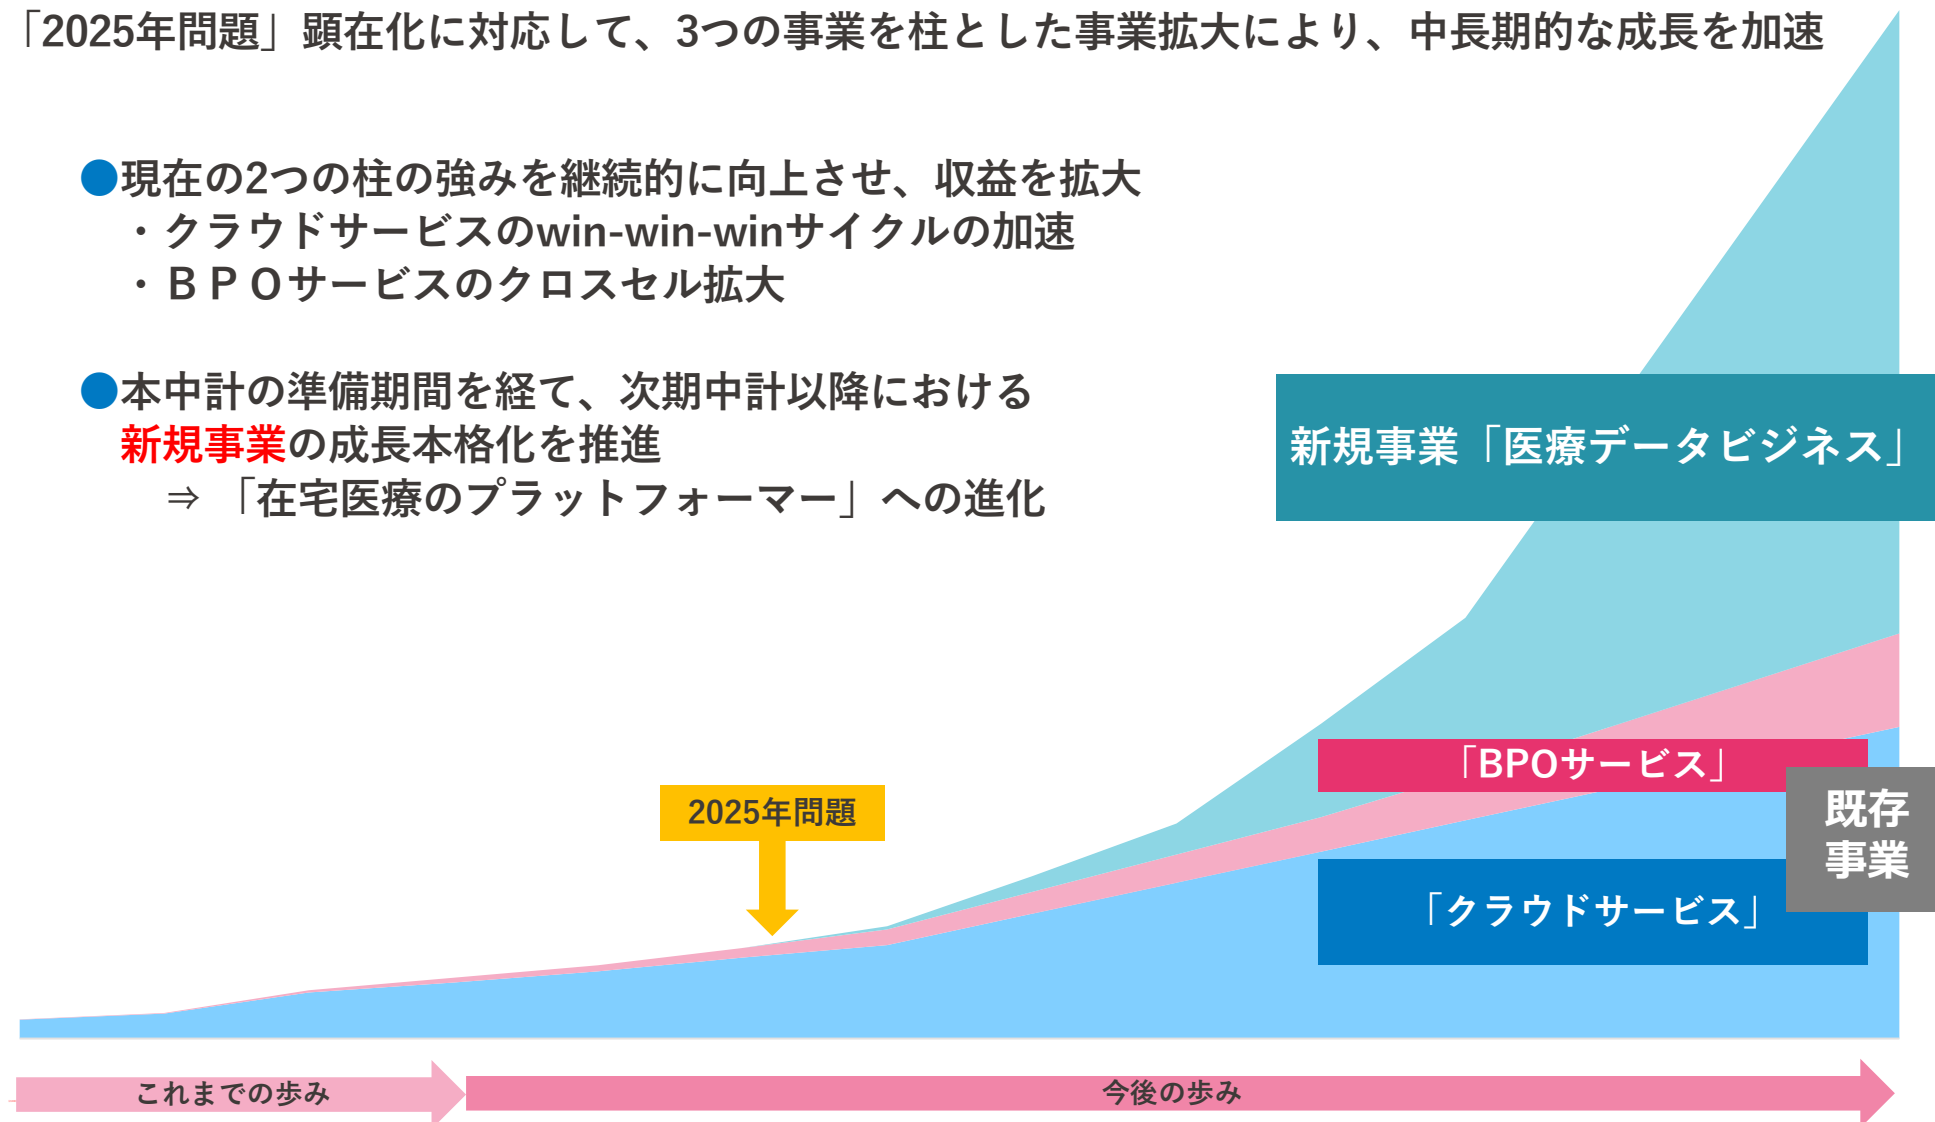 「2025年問題」顕在化に対応して、3つの事業を柱とした事業拡大により、中長期的な成長を加速
●現在の2つの柱の強みを継続的に向上させ、収益を拡大
・クラウドサービスのwin-win-winサイクルの加速
・ＢＰＯサービスのクロスセル拡大
●本中計の準備期間を経て、次期中計以降における
新規事業の成長本格化を推進
⇒ 「在宅医療のプラットフォーマー」への進化
新規事業「医療データビジネス」
「BPOサービス」
2025年問題
既存
事業
「クラウドサービス」
これまでの歩み
今後の歩み